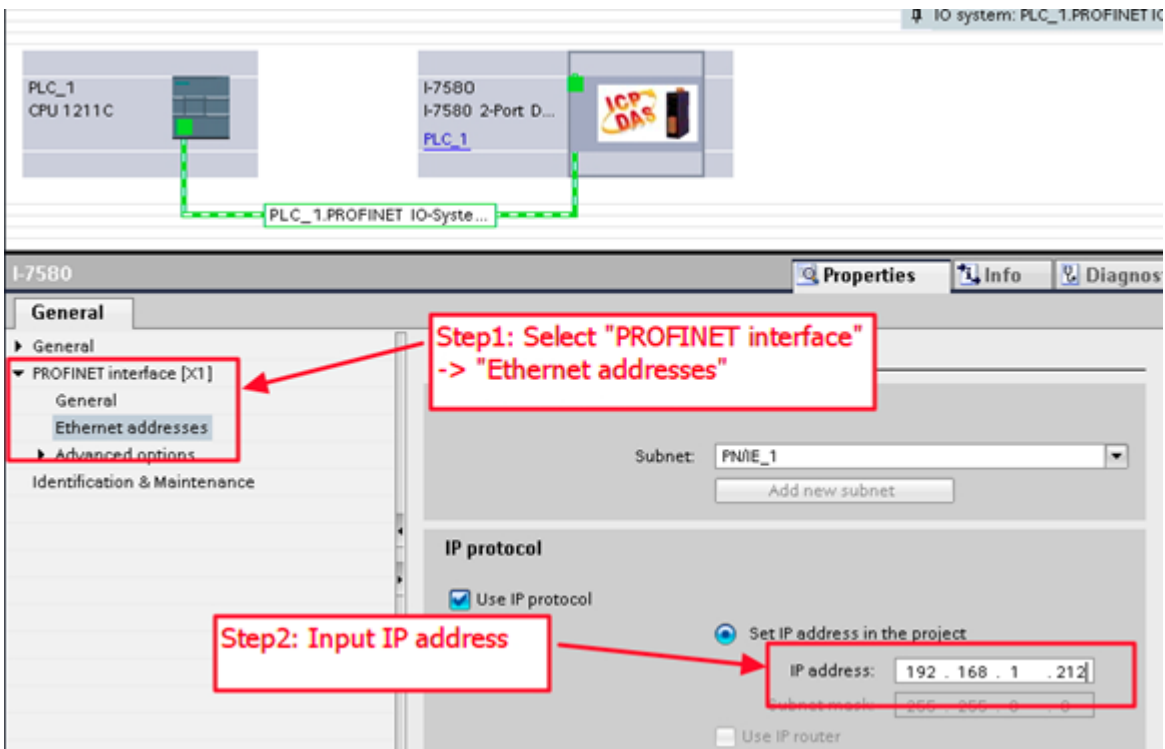 IO system: PLC_1.PROFINET IO
PLC_1
CPU 1211C
I-7580
I-7580 2-Port D...
PLC_1
ICP DAS
PLC_1.PROFINET IO-Syste...
I-7580
Properties
Info
Diagnos
General
General
PROFINET interface [X1]
General
Ethernet addresses
Advanced options
Identification & Maintenance
Step1: Select "PROFINET interface"
-> "Ethernet addresses"
Subnet: PN/IE_1
Add new subnet
IP protocol
Use IP protocol
Step2: Input IP address
Set IP address in the project
IP address: 192 . 168 . 1 . 212
Subnet mask: 255 . 255 . 0 . 0
Use IP router